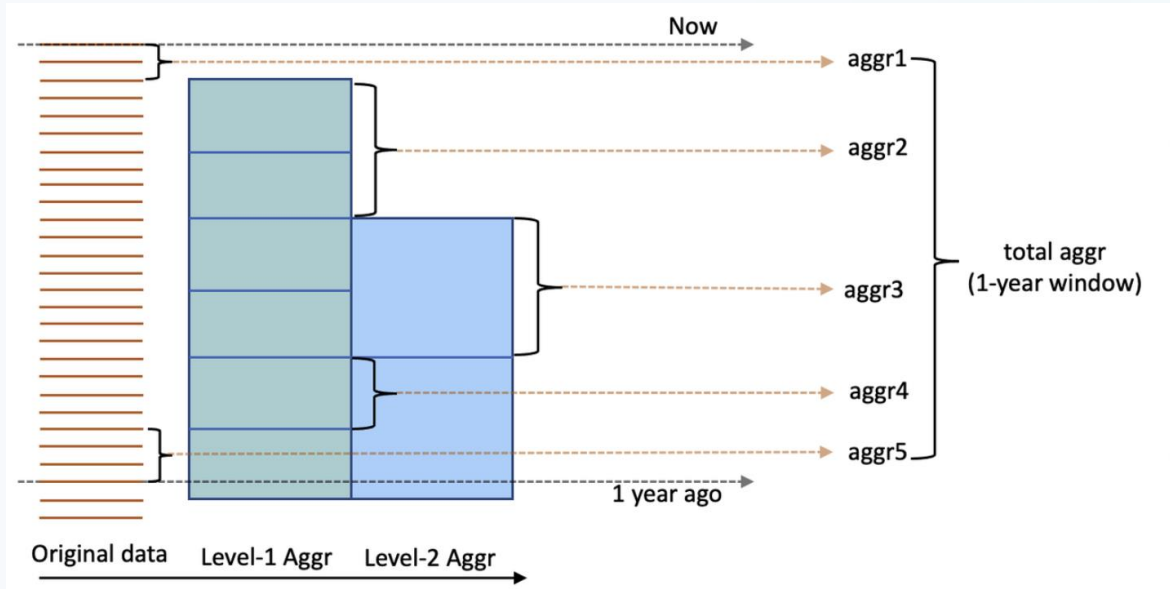 Now
aggr1
aggr2
total aggr
(1-year window)
aggr3
aggr4
aggr5
1 year ago
Original data
Level-1 Aggr
Level-2 Aggr